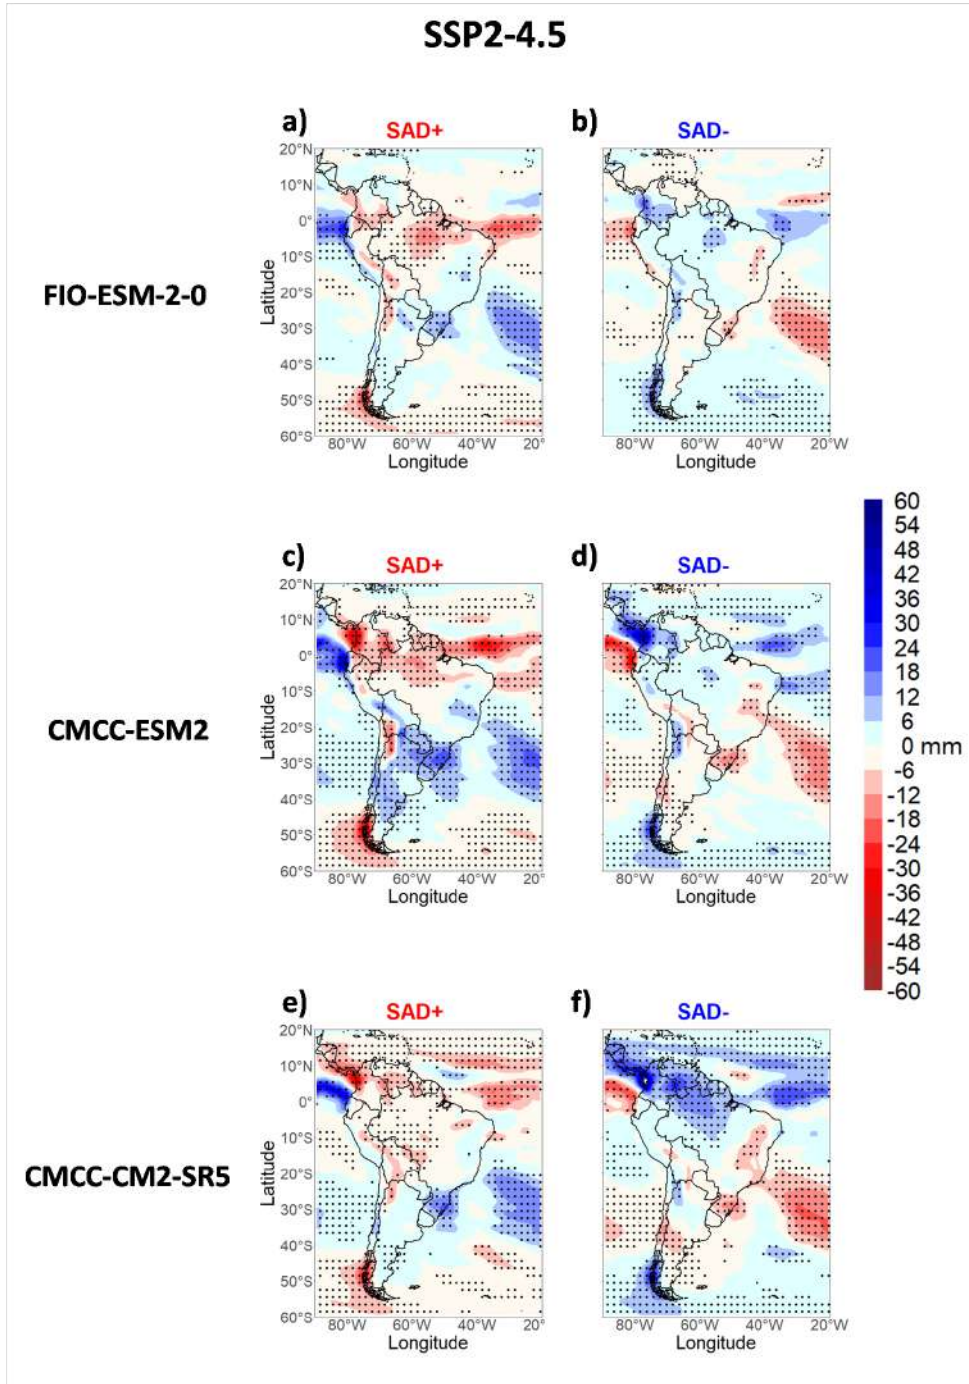 SSP2-4.5
a)
SAD+
b)
SAD-
FIO-ESM-2-0
Latitude
20°N
10°N
0°
10°S
20°S
30°S
40°S
50°S
60°S
80°W 60°W 40°W 20°
Longitude
80°W 60°W 40°W 20°W
Longitude
c)
SAD+
d)
SAD-
CMCC-ESM2
Latitude
20°N
10°N
0°
10°S
20°S
30°S
40°S
50°S
60°S
80°W 60°W 40°W 20°W
Longitude
80°W 60°W 40°W 20°W
Longitude
60
54
48
42
36
30
24
18
12
6
0 mm
-6
-12
-18
-24
-30
-36
-42
-48
-54
-60
e)
SAD+
f)
SAD-
CMCC-CM2-SR5
Latitude
20°N
10°N
0°
10°S
20°S
30°S
40°S
50°S
60°S
80°W 60°W 40°W 20°W
Longitude
80°W 60°W 40°W 20°W
Longitude